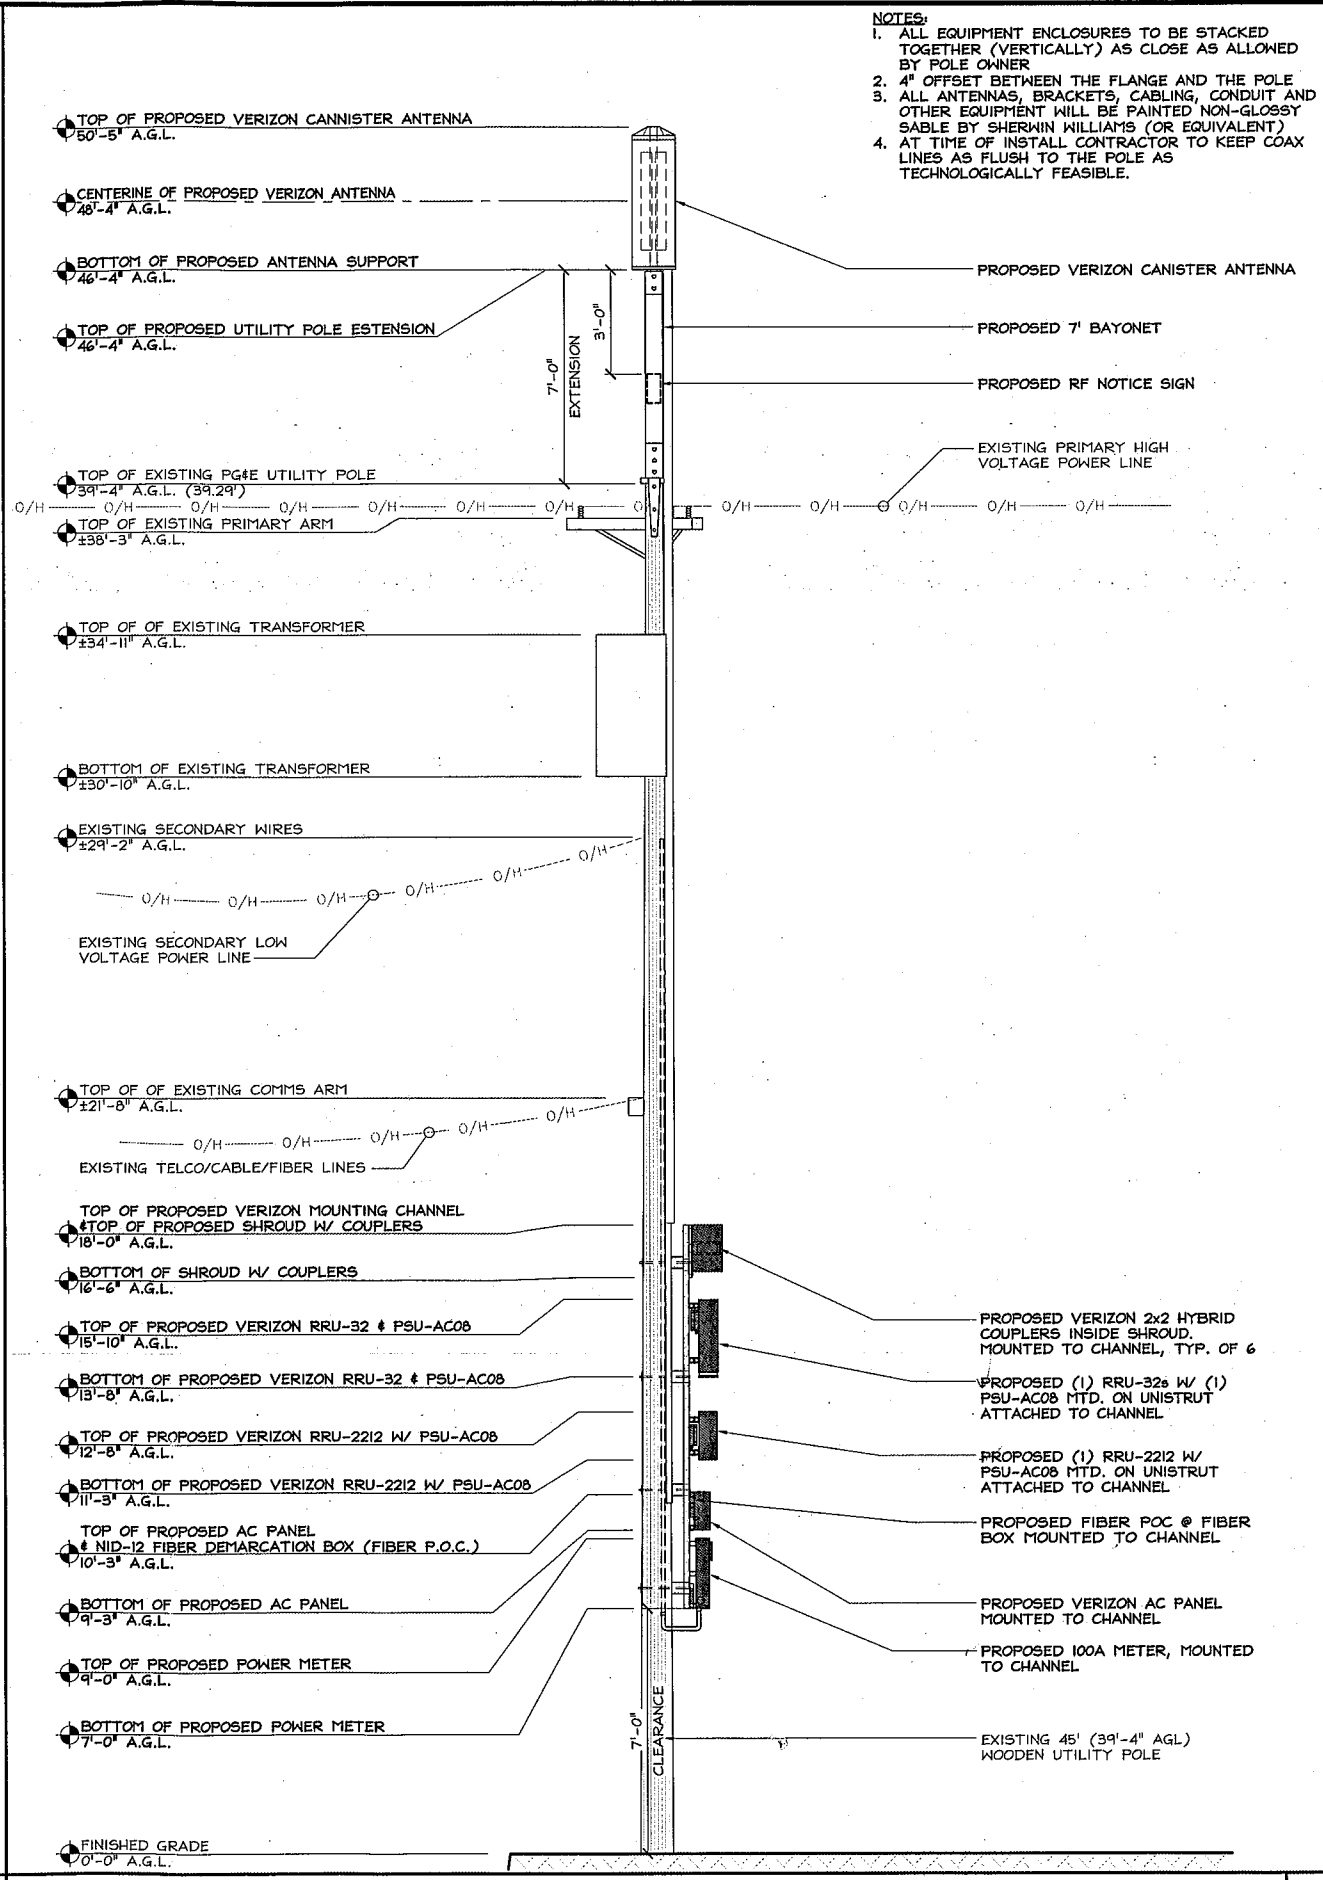 NOTES:
1. ALL EQUIPMENT ENCLOSURES TO BE STACKED
TOGETHER (VERTICALLY) AS CLOSE AS ALLOWED
BY POLE OWNER
2. 4" OFFSET BETWEEN THE FLANGE AND THE POLE
3. ALL ANTENNAS, BRACKETS, CABLING, CONDUIT AND
OTHER EQUIPMENT WILL BE PAINTED NON-GLOSSY
SABLE BY SHERWIN WILLIAMS (OR EQUIVALENT)
4. AT TIME OF INSTALL CONTRACTOR TO KEEP COAX
LINES AS FLUSH TO THE POLE AS
TECHNOLOGICALLY FEASIBLE.
TOP OF PROPOSED VERIZON CANNISTER ANTENNA
50'-5" A.G.L.
CENTERINE OF PROPOSED VERIZON ANTENNA
48'-4" A.G.L.
BOTTOM OF PROPOSED ANTENNA SUPPORT
46'-4" A.G.L.
TOP OF PROPOSED UTILITY POLE ESTENSION
46'-4" A.G.L.
3'-0"
7'-0"
EXTENSION
PROPOSED VERIZON CANISTER ANTENNA
PROPOSED 7' BAYONET
PROPOSED RF NOTICE SIGN
EXISTING PRIMARY HIGH
VOLTAGE POWER LINE
TOP OF EXISTING PG&E UTILITY POLE
39'-4" A.G.L. (39.29')
O/H O/H O/H O/H O/H O/H O/H O/H O/H O/H O/H O/H O/H
TOP OF EXISTING PRIMARY ARM
±38'-3" A.G.L.
TOP OF OF EXISTING TRANSFORMER
±34'-11" A.G.L.
BOTTOM OF EXISTING TRANSFORMER
±30'-10" A.G.L.
EXISTING SECONDARY WIRES
±29'-2" A.G.L.
O/H O/H O/H O/H O/H O/H
EXISTING SECONDARY LOW
VOLTAGE POWER LINE
TOP OF OF EXISTING COMMS ARM
±21'-8" A.G.L.
O/H O/H O/H O/H O/H
EXISTING TELCO/CABLE/FIBER LINES
TOP OF PROPOSED VERIZON MOUNTING CHANNEL
&TOP OF PROPOSED SHROUD W/ COUPLERS
18'-0" A.G.L.
BOTTOM OF SHROUD W/ COUPLERS
16'-6" A.G.L.
TOP OF PROPOSED VERIZON RRU-32 & PSU-AC08
15'-10" A.G.L.
BOTTOM OF PROPOSED VERIZON RRU-32 & PSU-AC08
13'-8" A.G.L.
TOP OF PROPOSED VERIZON RRU-2212 W/ PSU-AC08
12'-8" A.G.L.
BOTTOM OF PROPOSED VERIZON RRU-2212 W/ PSU-AC08
11'-3" A.G.L.
TOP OF PROPOSED AC PANEL
& NID-12 FIBER DEMARCATION BOX (FIBER P.O.C.)
10'-3" A.G.L.
BOTTOM OF PROPOSED AC PANEL
9'-3" A.G.L.
TOP OF PROPOSED POWER METER
9'-0" A.G.L.
BOTTOM OF PROPOSED POWER METER
7'-0" A.G.L.
FINISHED GRADE
0'-0" A.G.L.
7'-0"
CLEARANCE
PROPOSED VERIZON 2x2 HYBRID
COUPLERS INSIDE SHROUD.
MOUNTED TO CHANNEL, TYP. OF 6
PROPOSED (1) RRU-32s W/ (1)
PSU-AC08 MTD. ON UNISTRUT
ATTACHED TO CHANNEL
PROPOSED (1) RRU-2212 W/
PSU-AC08 MTD. ON UNISTRUT
ATTACHED TO CHANNEL
PROPOSED FIBER POC @ FIBER
BOX MOUNTED TO CHANNEL
PROPOSED VERIZON AC PANEL
MOUNTED TO CHANNEL
PROPOSED 100A METER, MOUNTED
TO CHANNEL
EXISTING 45' (39'-4" AGL)
WOODEN UTILITY POLE